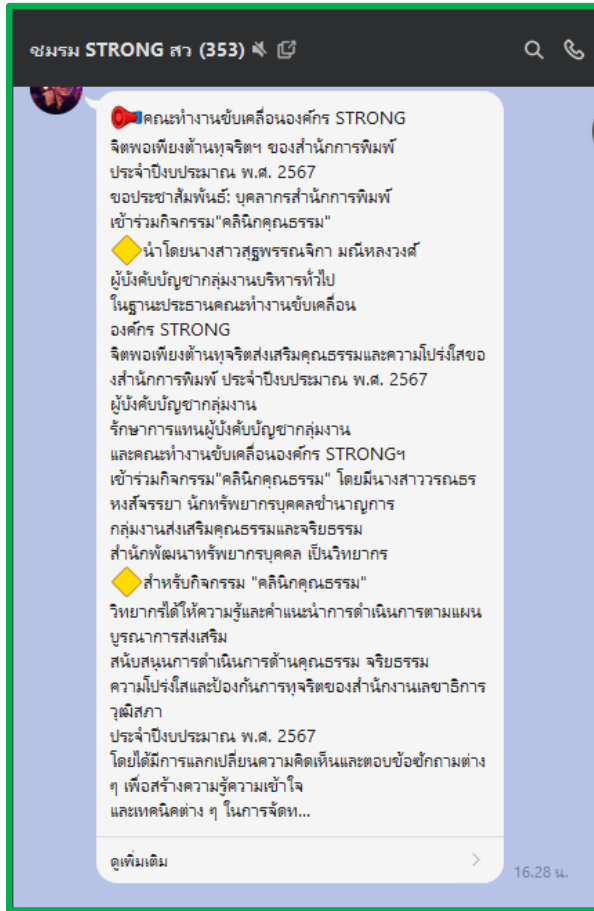 ชมรม STRONG สว (353)
คณะทำงานขับเคลื่อนองค์กร STRONG
จิตพอเพียงต้านทุจริตฯ ของสำนักการพิมพ์
ประจำปีงบประมาณ พ.ศ. 2567
ขอประชาสัมพันธ์: บุคลากรสำนักการพิมพ์
เข้าร่วมกิจกรรม"คลินิกคุณธรรม"
นำโดยนางสาวสุธูพรรณจิกา มณีหลวงศ์
ผู้บังคับบัญชากลุ่มงานบริหารทั่วไป
ในฐานะประธานคณะทำงานขับเคลื่อน
องค์กร STRONG
จิตพอเพียงต้านทุจริตส่งเสริมคุณธรรมและความโปร่งใสขอ
งสำนักการพิมพ์ ประจำปีงบประมาณ พ.ศ. 2567
ผู้บังคับบัญชากลุ่มงาน
รักษาการแทนผู้บังคับบัญชากลุ่มงาน
และคณะทำงานขับเคลื่อนองค์กร STRONGฯ
เข้าร่วมกิจกรรม"คลินิกคุณธรรม" โดยมีนางสาววรณธร
หงส์จรรยา นักทรัพยากรบุคคลชำนาญการ
กลุ่มงานส่งเสริมคุณธรรมและจริยธรรม
สำนักพัฒนาทรัพยากรบุคคล เป็นวิทยากร
สำหรับกิจกรรม "คลินิกคุณธรรม"
วิทยากรได้ให้ความรู้และคำแนะนำการดำเนินการตามแผน
บูรณาการส่งเสริม
สนับสนุนการดำเนินการด้านคุณธรรม จริยธรรม
ความโปร่งใสและป้องกันการทุจริตของสำนักงานเลขาธิการ
วุฒิสภา
ประจำปีงบประมาณ พ.ศ. 2567
โดยได้มีการแลกเปลี่ยนความคิดเห็นและตอบข้อซักถามต่าง
ๆ เพื่อสร้างความรู้ความเข้าใจ
และเทคนิคต่าง ๆ ในการจัดท...
ดูเพิ่มเติม
16.28 น.